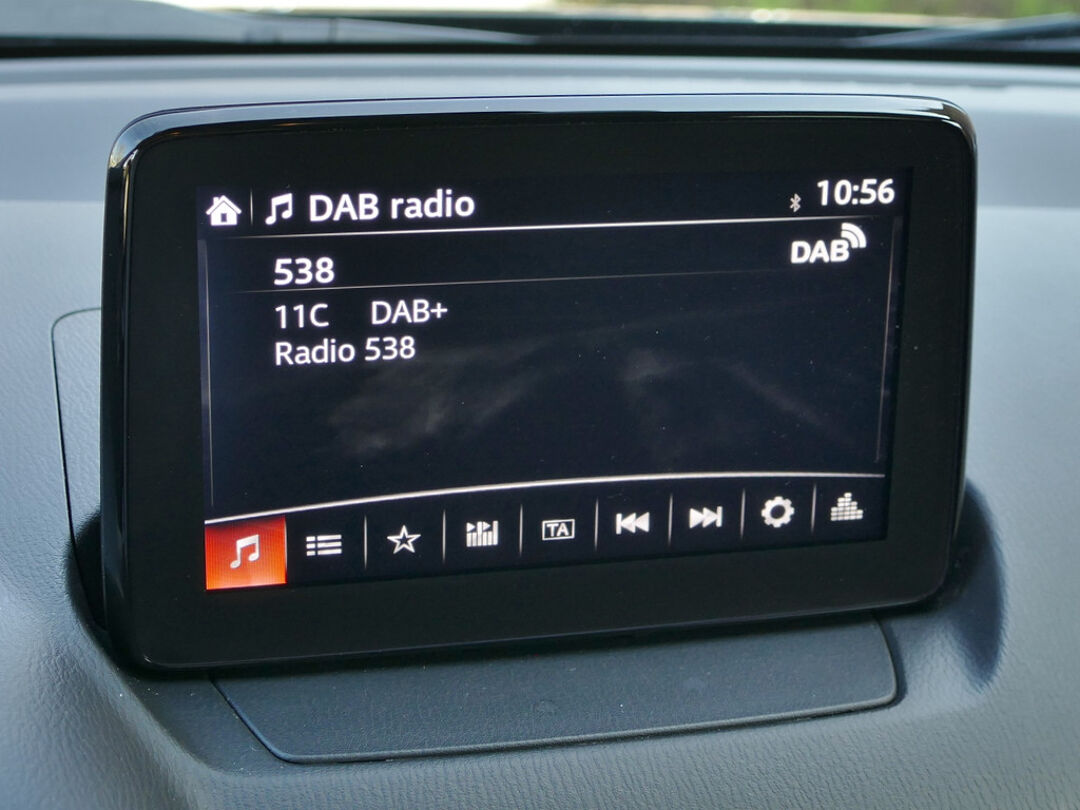 DAB radio 10:56
538 DAB
11C DAB+
Radio 538
TA